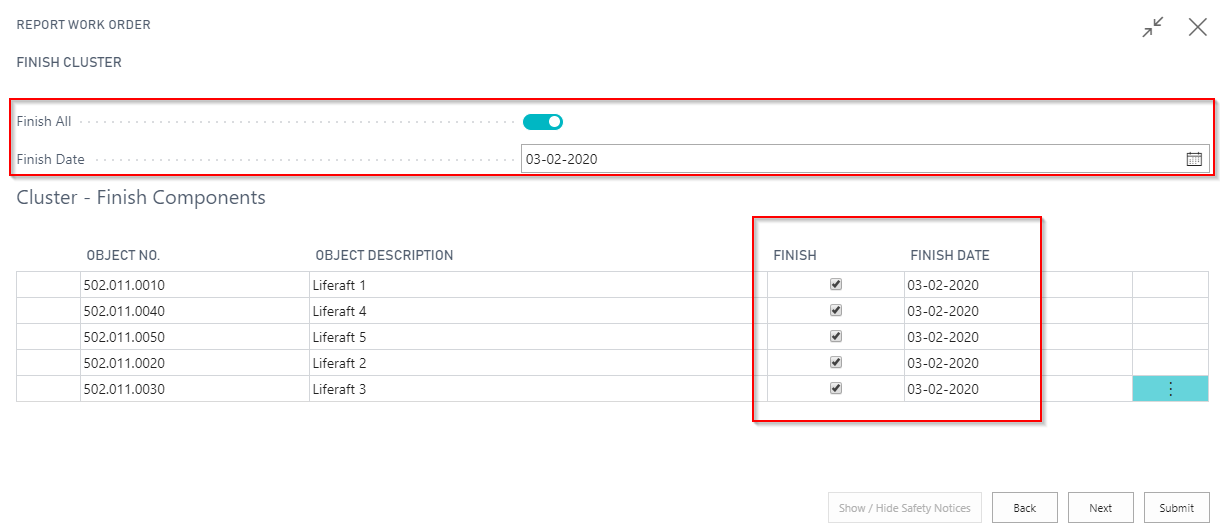 REPORT WORK ORDER
FINISH CLUSTER
Finish All
Finish Date 03-02-2020
Cluster - Finish Components
OBJECT NO. OBJECT DESCRIPTION FINISH FINISH DATE
502.011.0010 Liferaft 1 03-02-2020
502.011.0040 Liferaft 4 03-02-2020
502.011.0050 Liferaft 5 03-02-2020
502.011.0020 Liferaft 2 03-02-2020
502.011.0030 Liferaft 3 03-02-2020
Show / Hide Safety Notices Back Next Submit